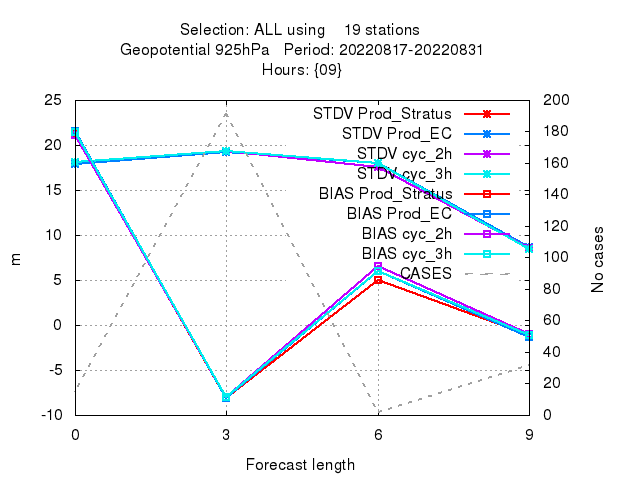 Selection: ALL using    19 stations
Geopotential 925hPa   Period: 20220817-20220831
Hours: {09}
25
20
15
10
5
0
-5
-10
m
200
180
160
140
120
100
80
60
40
20
0
No cases
STDV Prod_Stratus
STDV Prod_EC
STDV cyc_2h
STDV cyc_3h
BIAS Prod_Stratus
BIAS Prod_EC
BIAS cyc_2h
BIAS cyc_3h
CASES
0 3 6 9
Forecast length